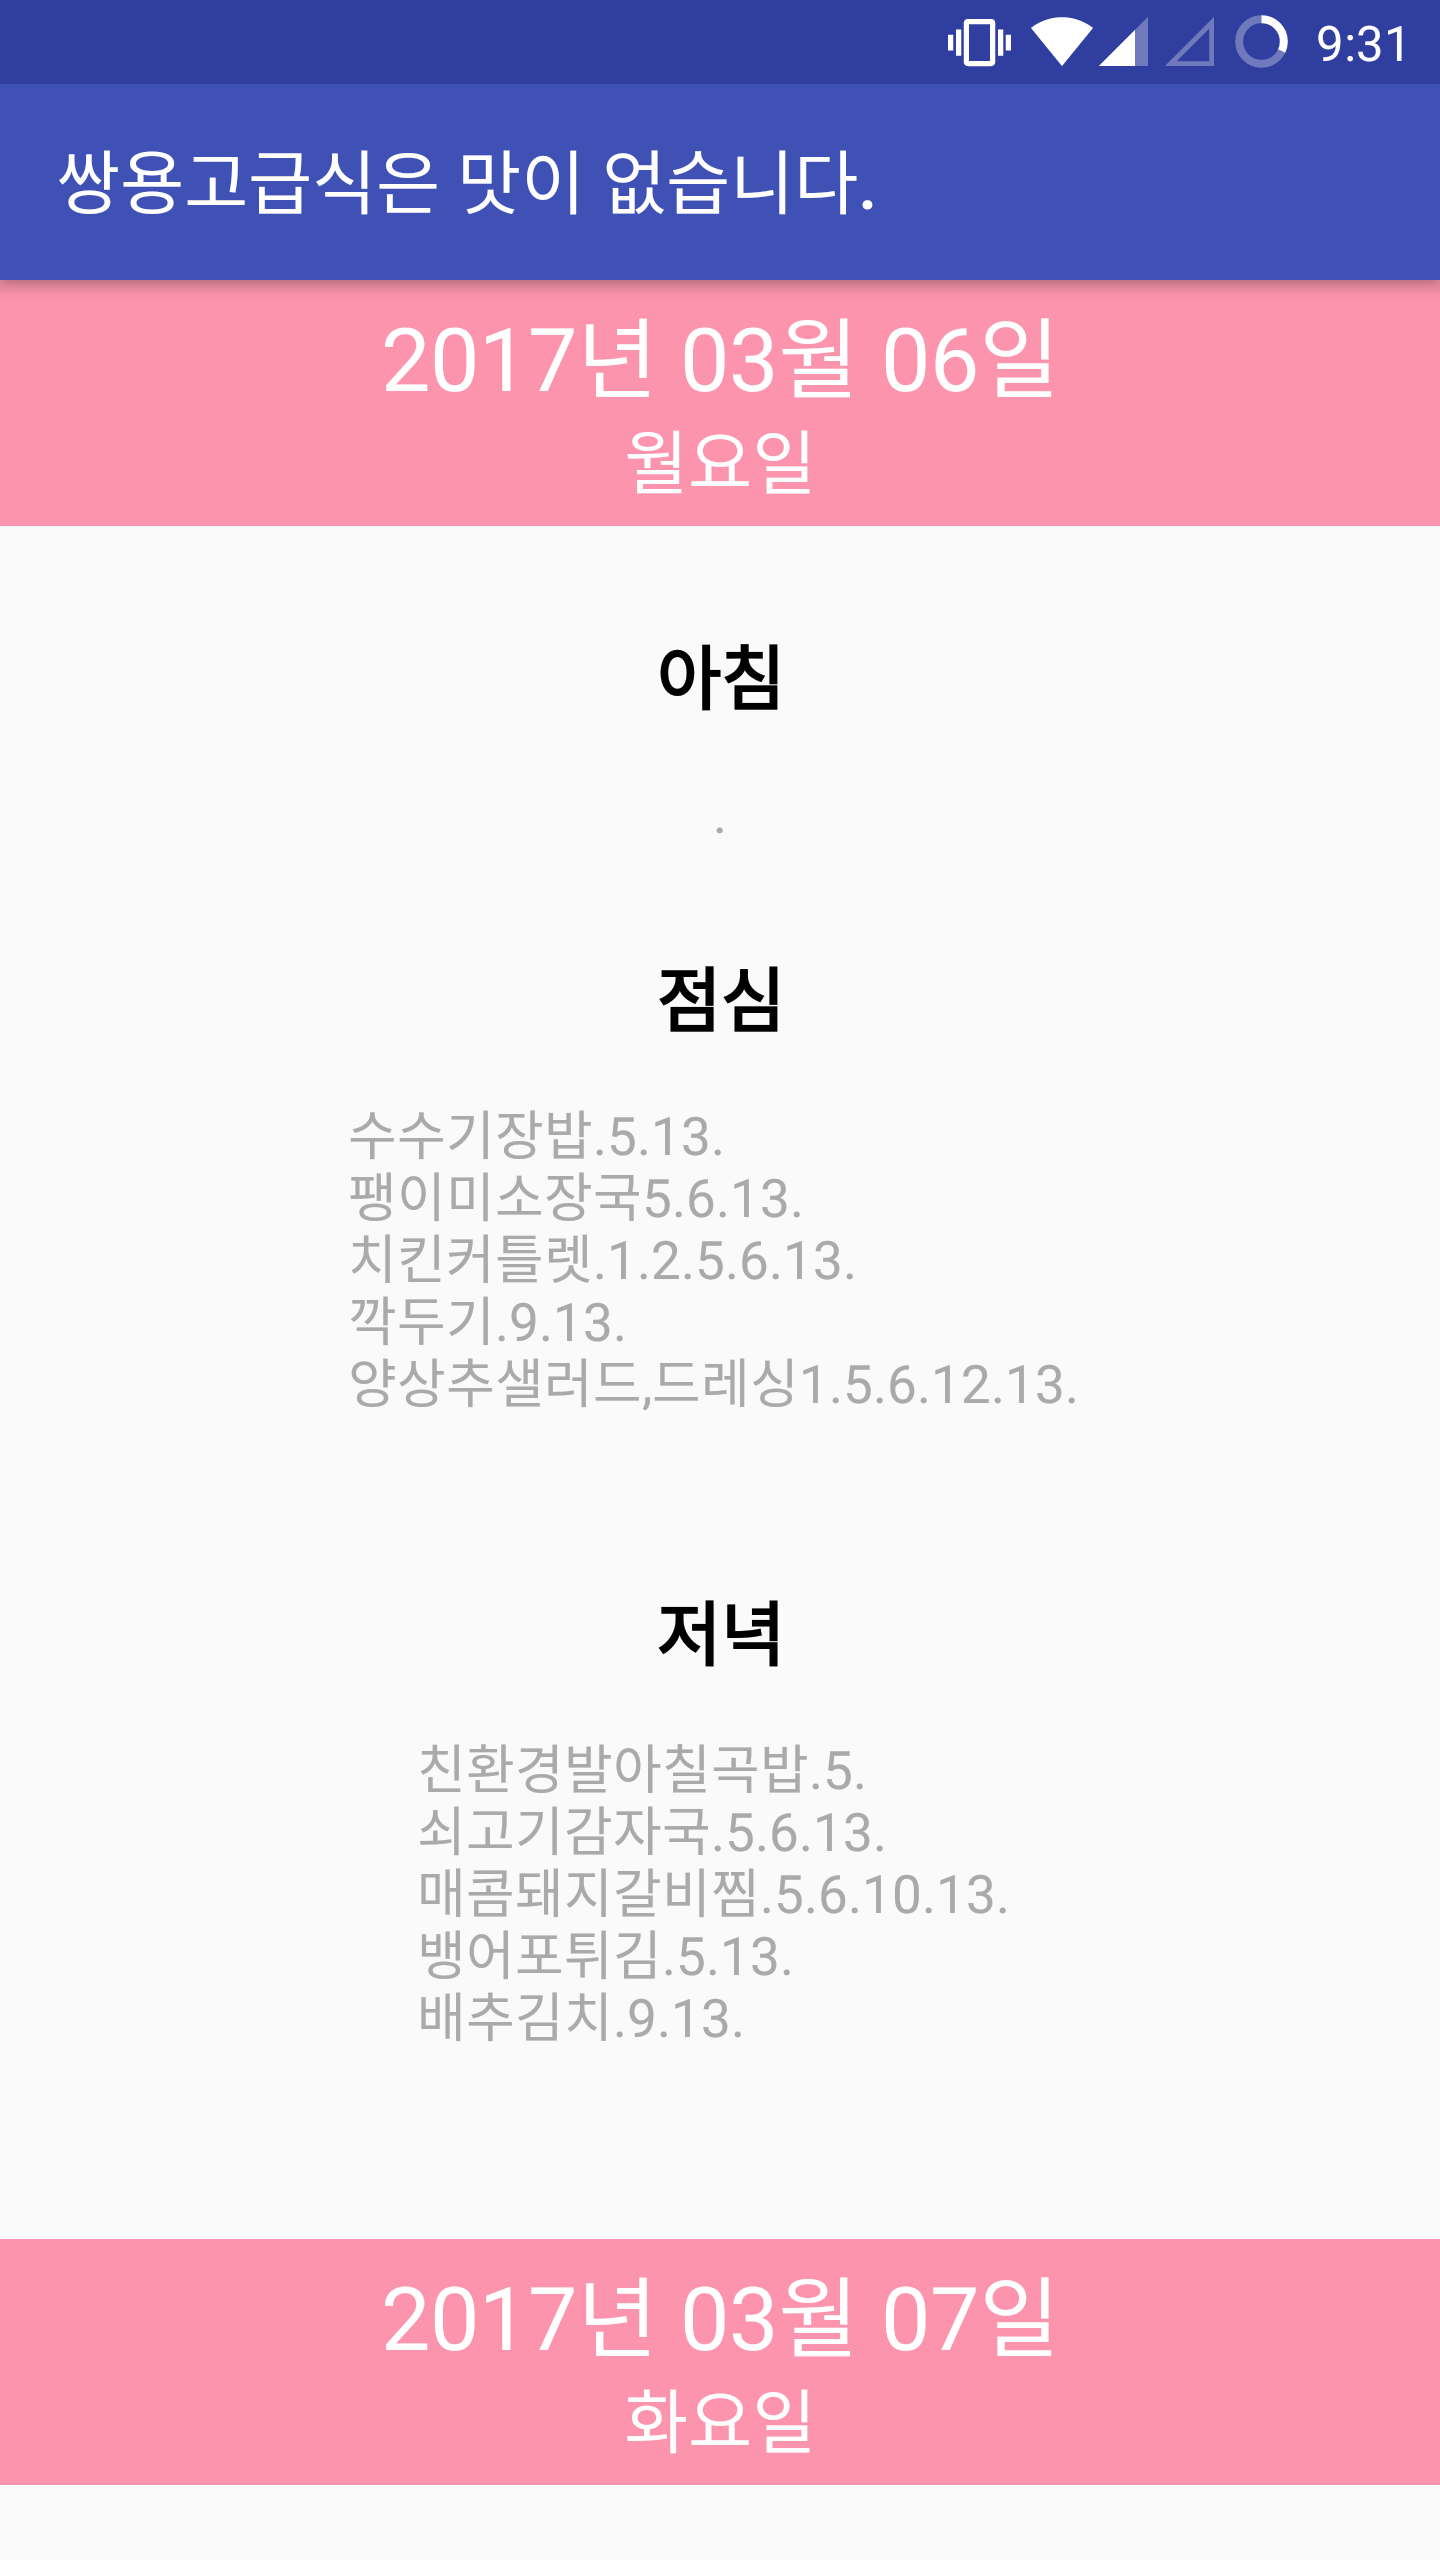 9:31
쌍용고급식은 맛이 없습니다.
2017년 03월 06일
월요일
아침
.
점심
수수기장밥.5.13.
팽이미소장국5.6.13.
치킨커틀렛.1.2.5.6.13.
깍두기.9.13.
양상추샐러드,드레싱1.5.6.12.13.
저녁
친환경발아칠곡밥.5.
쇠고기감자국.5.6.13.
매콤돼지갈비찜.5.6.10.13.
뱅어포튀김.5.13.
배추김치.9.13.
2017년 03월 07일
화요일